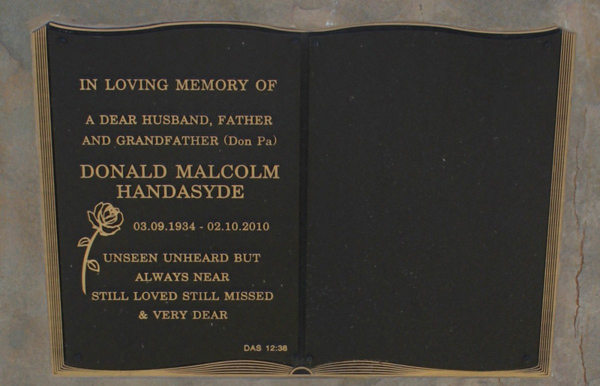 IN LOVING MEMORY OF
A DEAR HUSBAND, FATHER
AND GRANDFATHER (Don Pa)
DONALD MALCOLM
HANDASYDE
03.09.1934 - 02.10.2010
UNSEEN UNHEARD BUT
ALWAYS NEAR
STILL LOVED STILL MISSED
& VERY DEAR
DAS 12:38